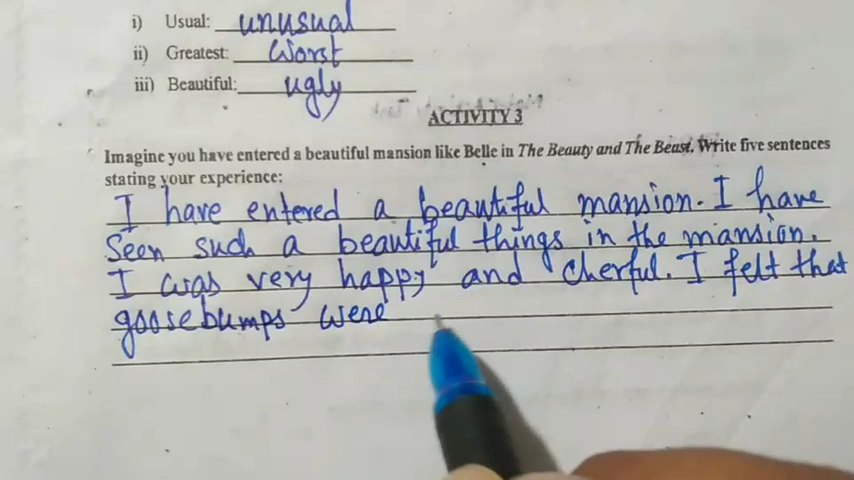 i) Usual: unusual
ii) Greatest: Worst
iii) Beautiful: ugly
ACTIVITY 3
Imagine you have entered a beautiful mansion like Belle in The Beauty and The Beast. Write five sentences
stating your experience:
I have entered a beautiful mansion. I have
Seen such a beautiful things in the mansion.
I was very happy and cherful. I felt that
goosebumps were